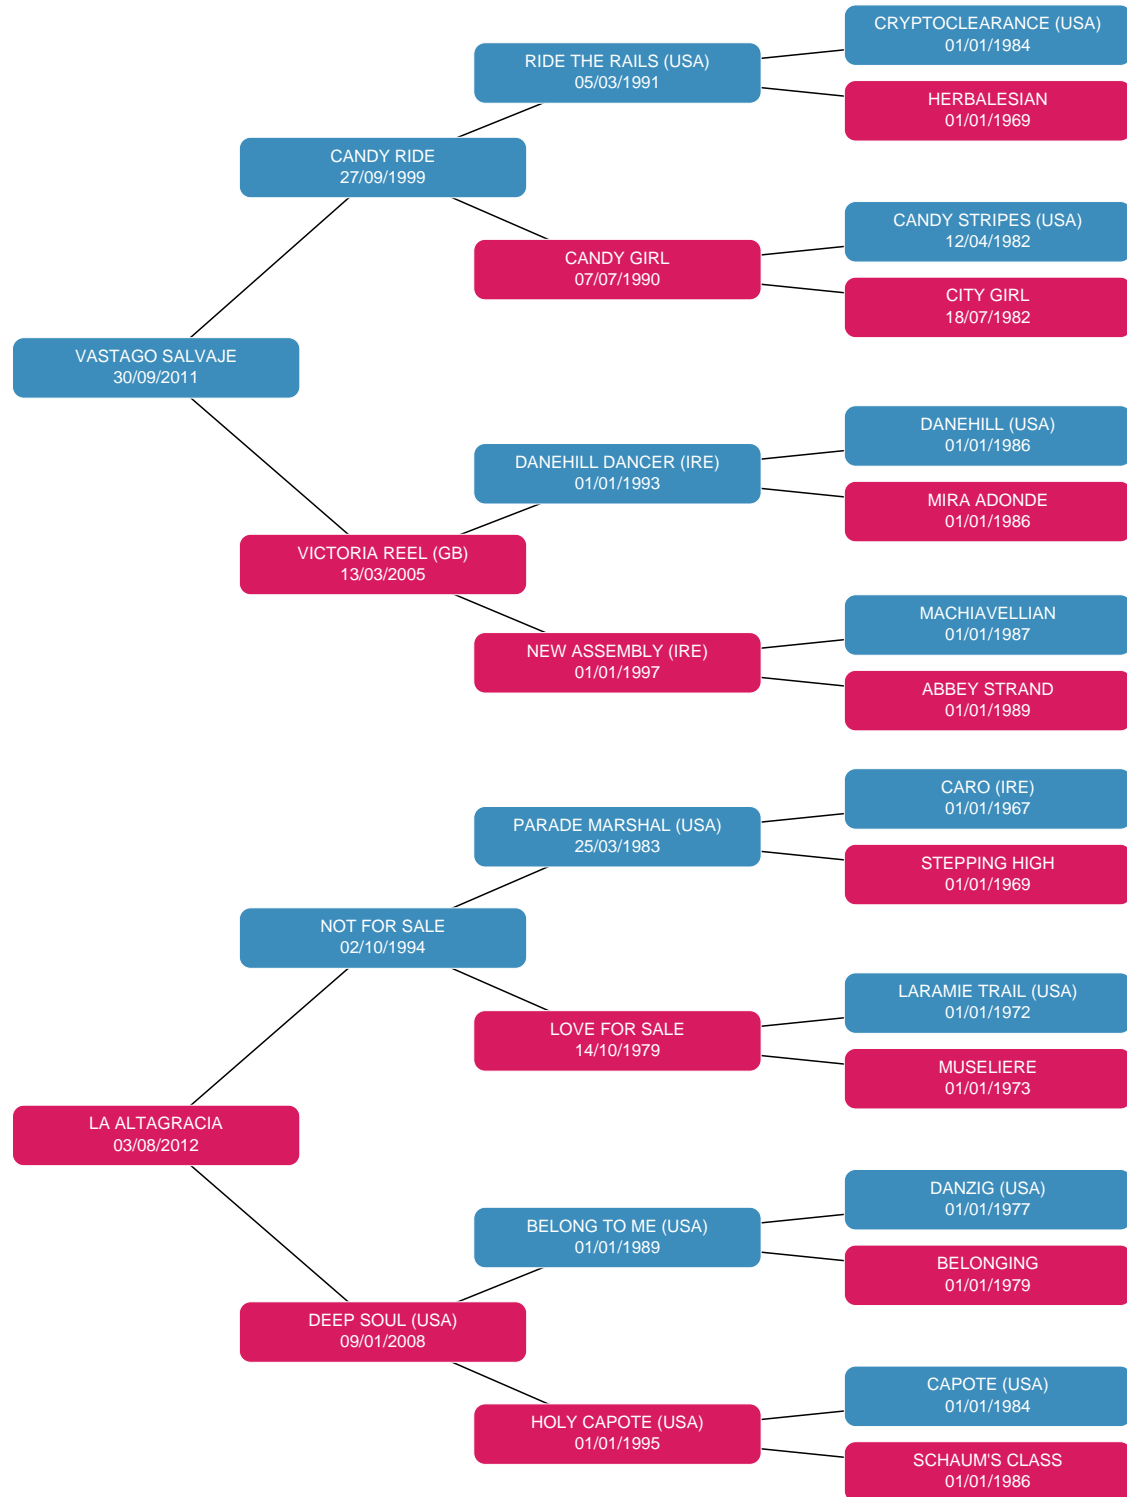 CRYPTOCLEARANCE (USA)
01/01/1984
RIDE THE RAILS (USA)
05/03/1991
HERBALESIAN
01/01/1969
CANDY RIDE
27/09/1999
CANDY STRIPES (USA)
12/04/1982
CANDY GIRL
07/07/1990
CITY GIRL
18/07/1982
VASTAGO SALVAJE
30/09/2011
DANEHILL (USA)
01/01/1986
DANEHILL DANCER (IRE)
01/01/1993
MIRA ADONDE
01/01/1986
VICTORIA REEL (GB)
13/03/2005
MACHIAVELLIAN
01/01/1987
NEW ASSEMBLY (IRE)
01/01/1997
ABBEY STRAND
01/01/1989
CARO (IRE)
01/01/1967
PARADE MARSHAL (USA)
25/03/1983
STEPPING HIGH
01/01/1969
NOT FOR SALE
02/10/1994
LARAMIE TRAIL (USA)
01/01/1972
LOVE FOR SALE
14/10/1979
MUSELIERE
01/01/1973
LA ALTAGRACIA
03/08/2012
DANZIG (USA)
01/01/1977
BELONG TO ME (USA)
01/01/1989
BELONGING
01/01/1979
DEEP SOUL (USA)
09/01/2008
CAPOTE (USA)
01/01/1984
HOLY CAPOTE (USA)
01/01/1995
SCHAUM'S CLASS
01/01/1986